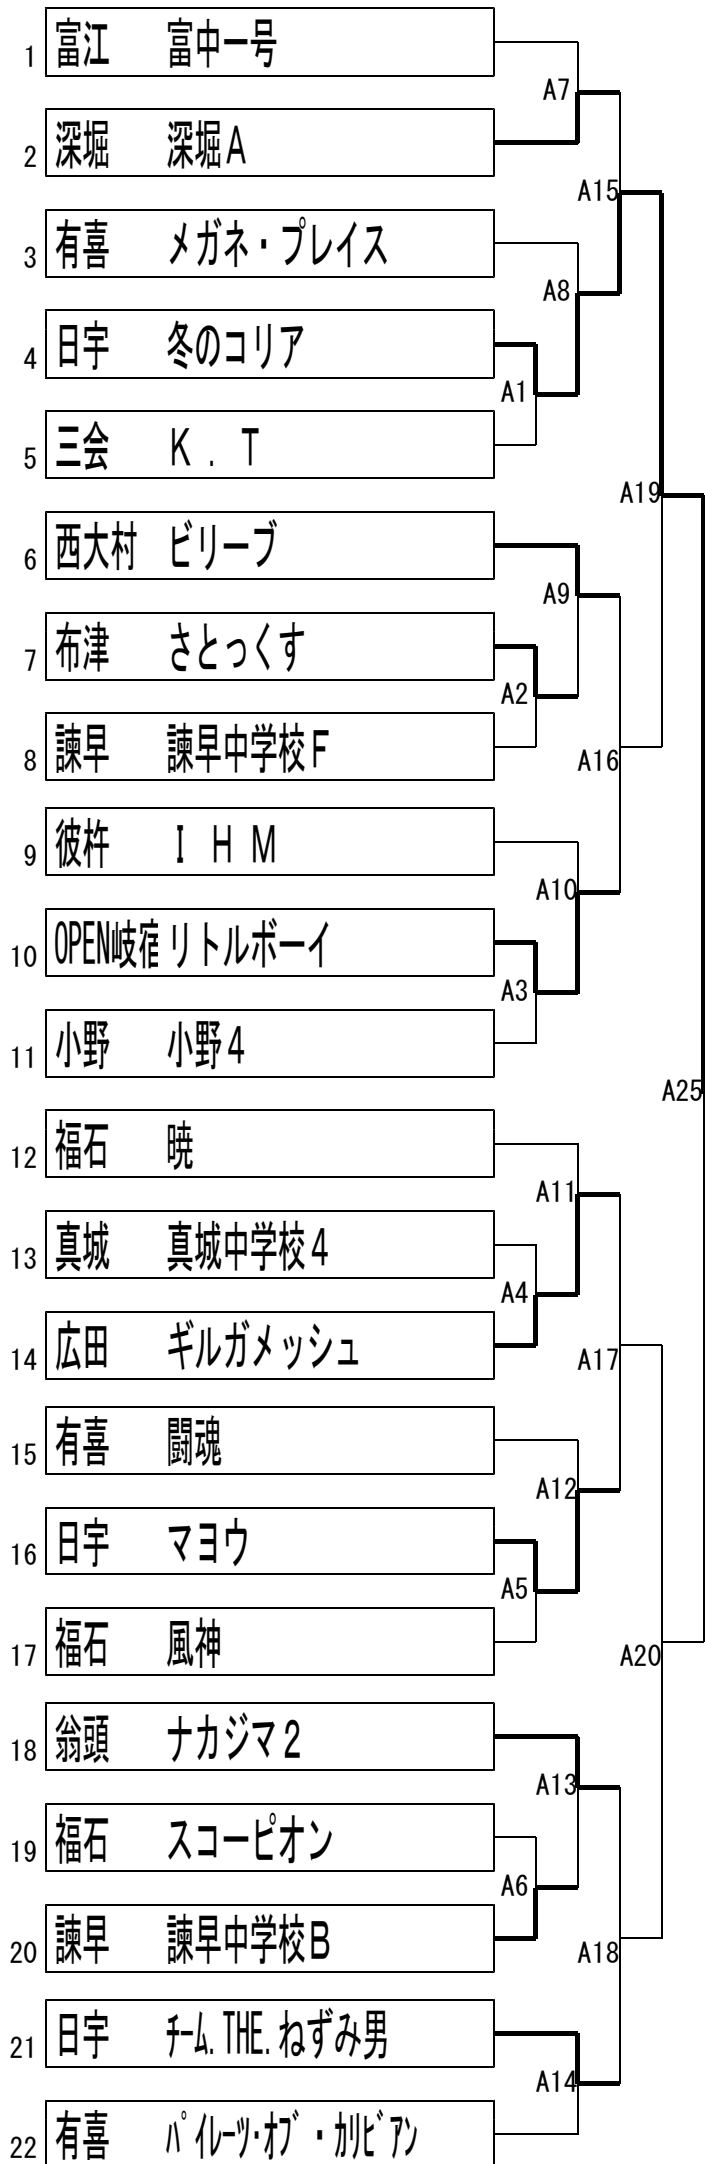 1 富江 富中一号
A7
2 深堀 深堀A
A15
3 有喜 メガネ・プレイス
A8
4 日宇 冬のコリア
A1
5 三会 K．T
A19
6 西大村 ビリーブ
A9
7 布津 さとっくす
A2
8 諫早 諫早中学校F
A16
9 彼杵 IHM
A10
10 OPEN岐宿 リトルボーイ
A3
11 小野 小野4
A25
12 福石 暁
A11
13 真城 真城中学校4
A4
14 広田 ギルガメッシュ
A17
15 有喜 闘魂
A12
16 日宇 マヨウ
A5
17 福石 風神
A20
18 翁頭 ナカジマ2
A13
19 福石 スコーピオン
A6
20 諫早 諫早中学校B
A18
21 日宇 ﾁｰﾑ.THE.ねずみ男
A14
22 有喜 ﾊﾟｲﾚｰﾂ・ｵﾌﾞ・ｶﾘﾋﾞｱﾝ